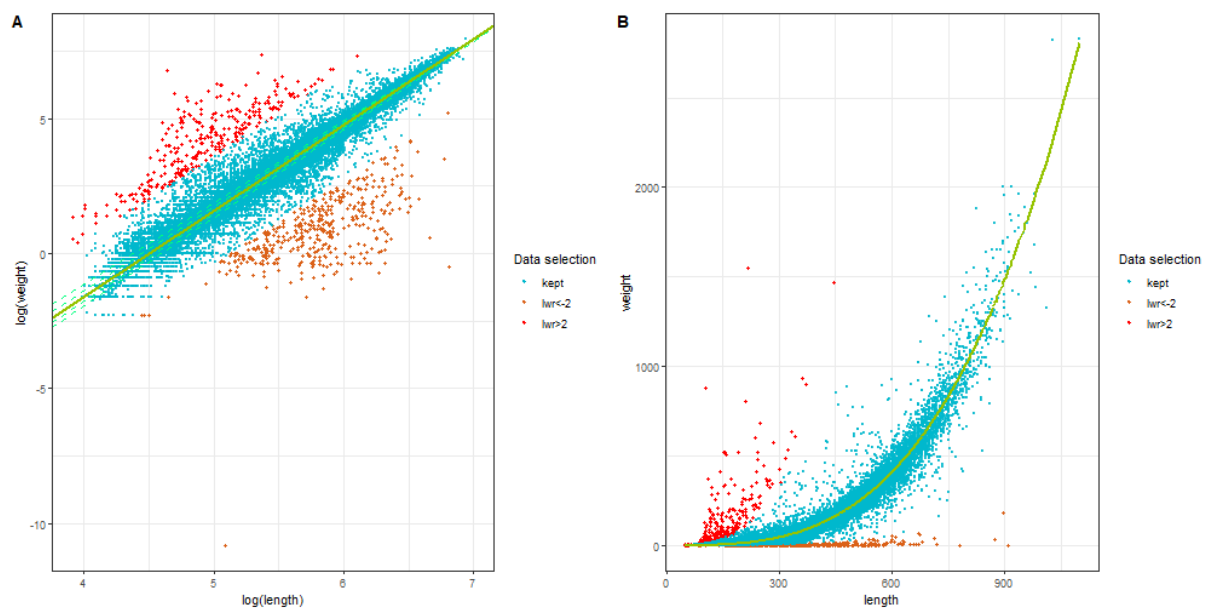 A
5
0
-5
-10
log(weight)
4
5
6
7
log(length)
Data selection
kept
lwr<-2
lwr>2
B
2000
1000
0
weight
0
300
600
900
length
Data selection
kept
lwr<-2
lwr>2